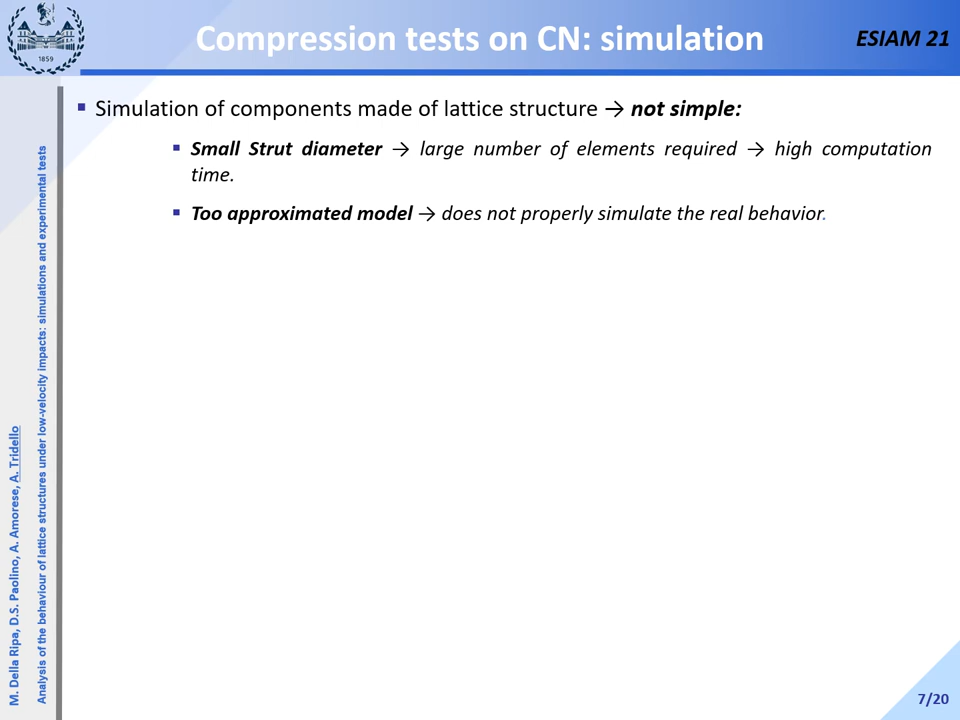 Compression tests on CN: simulation
ESIAM 21
1859
▪ Simulation of components made of lattice structure → not simple:
▪ Small Strut diameter → large number of elements required → high computation
time.
▪ Too approximated model → does not properly simulate the real behavior.
M. Della Ripa, D.S. Paolino, A. Amorese, A. Tridello
Analysis of the behaviour of lattice structures under low-velocity impacts: simulations and experimental tests
7/20